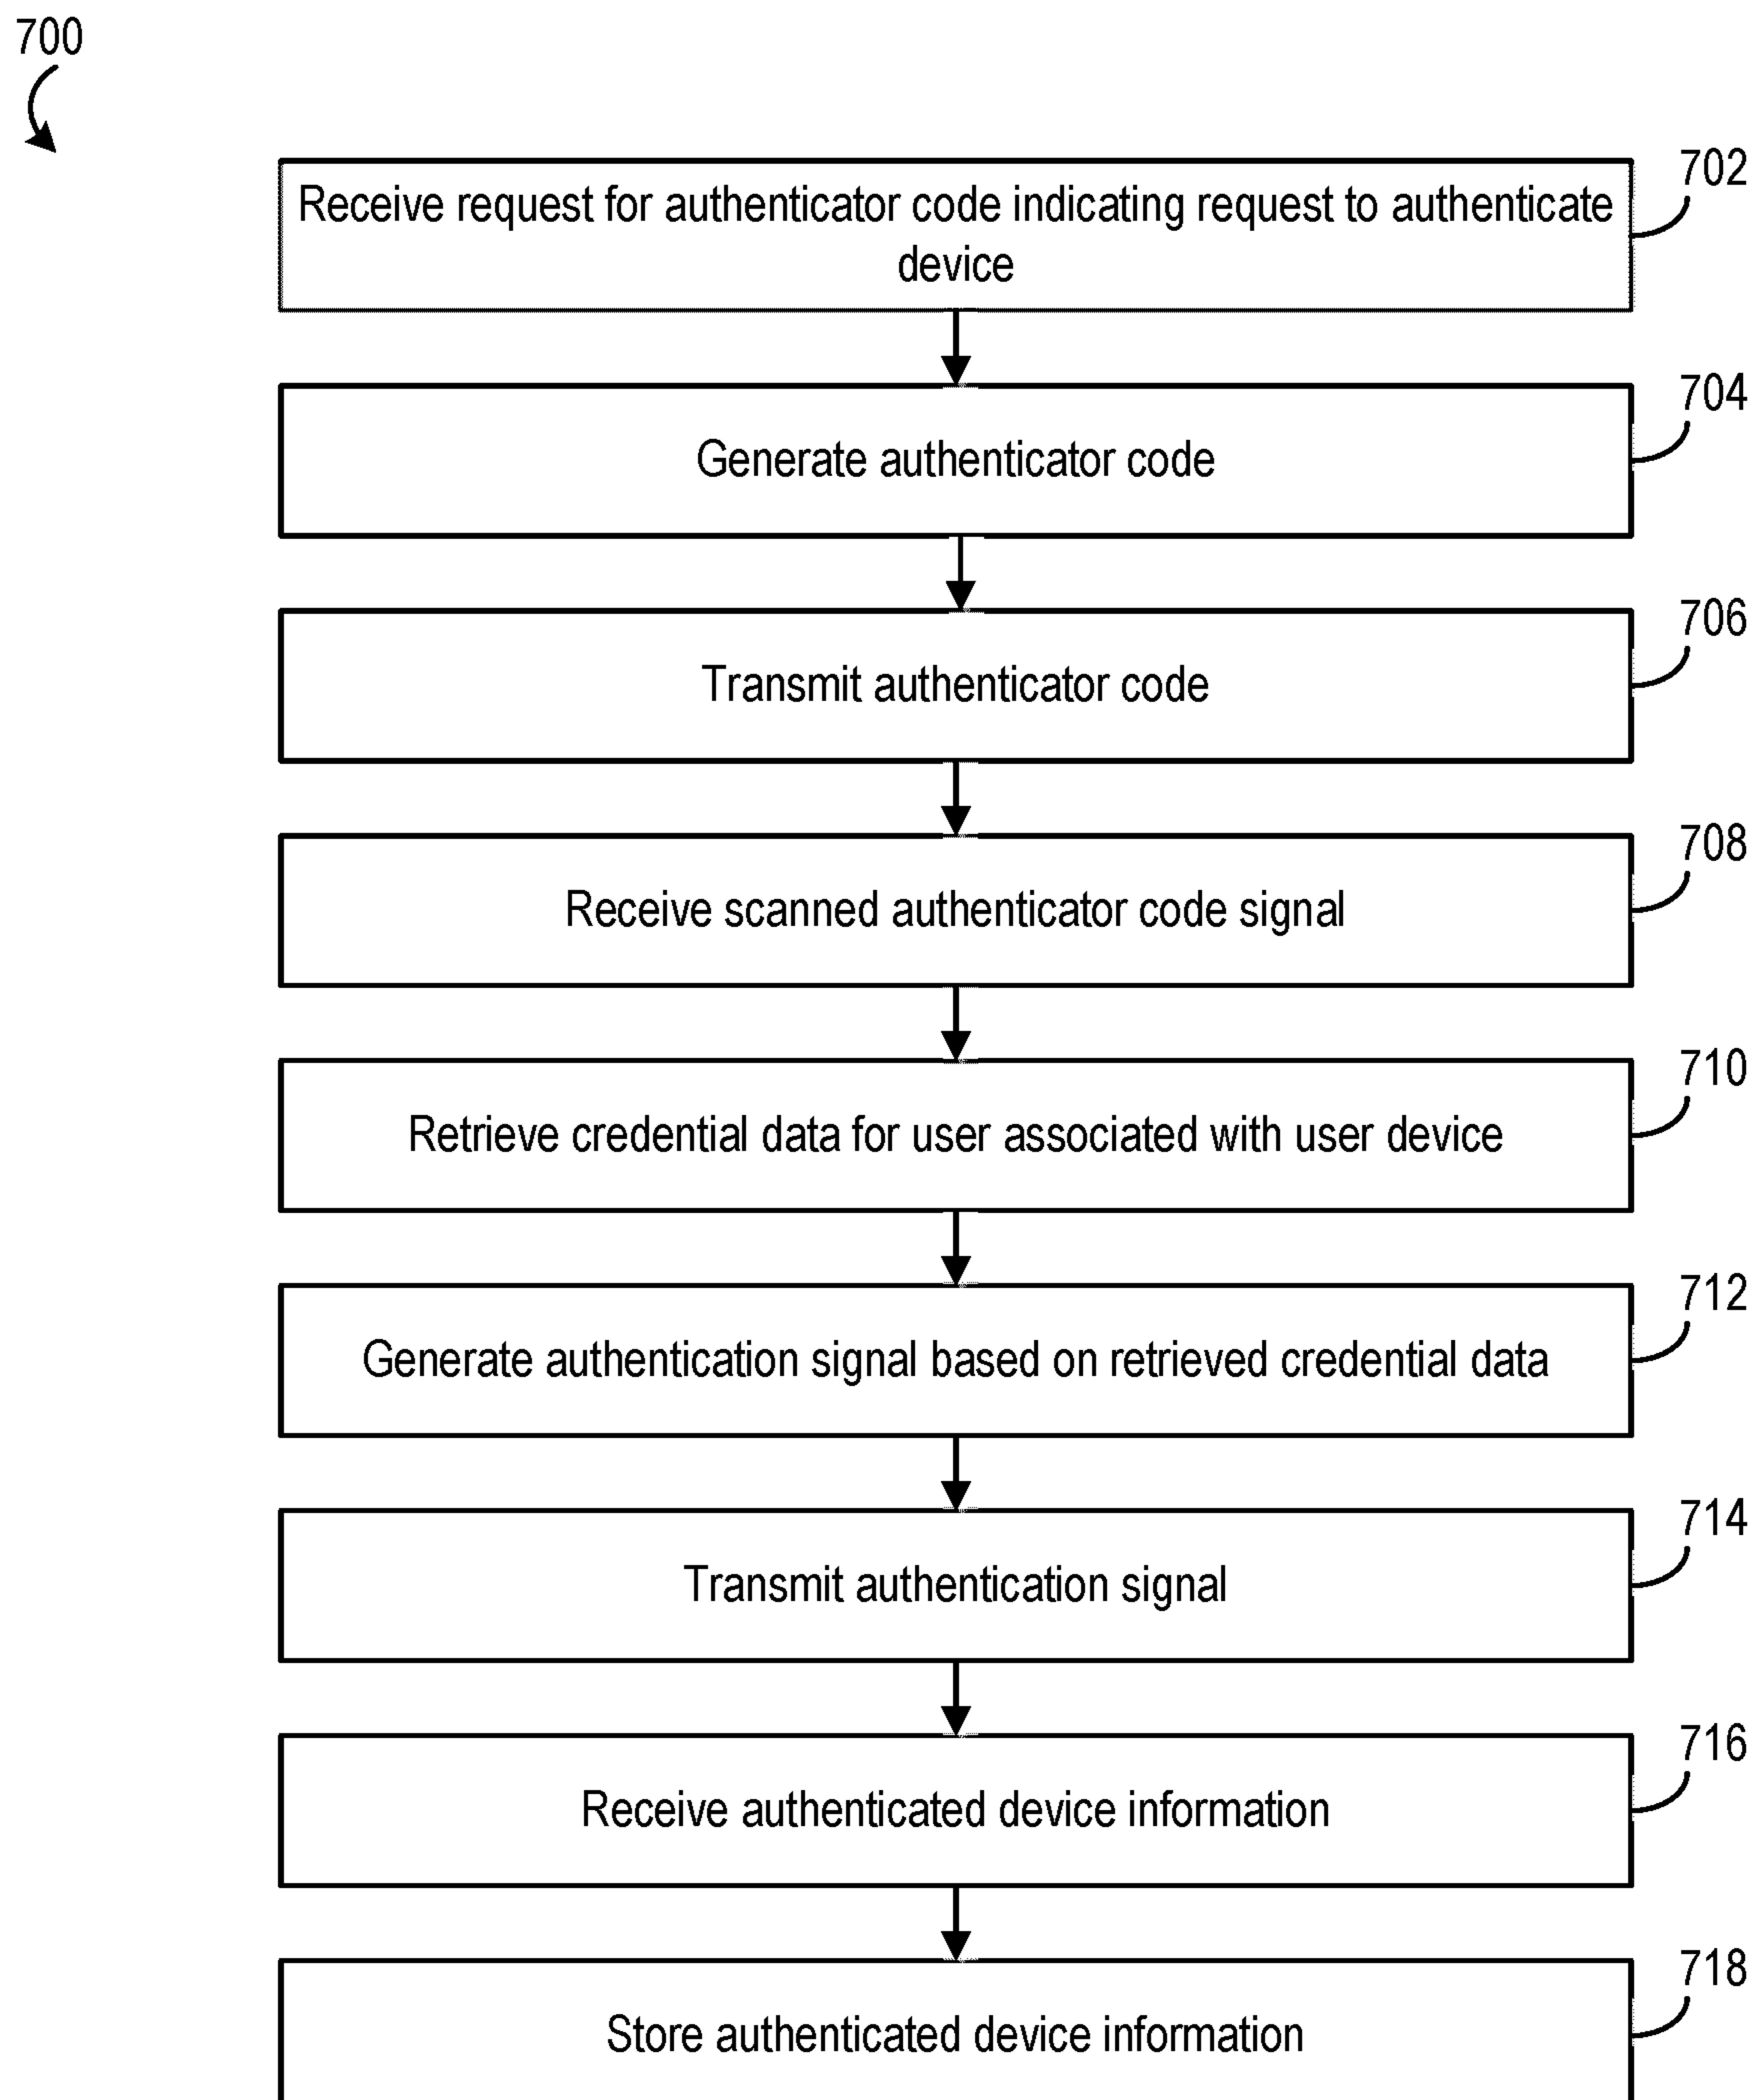 700
702
Receive request for authenticator code indicating request to authenticate
device
704
Generate authenticator code
706
Transmit authenticator code
708
Receive scanned authenticator code signal
710
Retrieve credential data for user associated with user device
712
Generate authentication signal based on retrieved credential data
714
Transmit authentication signal
716
Receive authenticated device information
718
Store authenticated device information